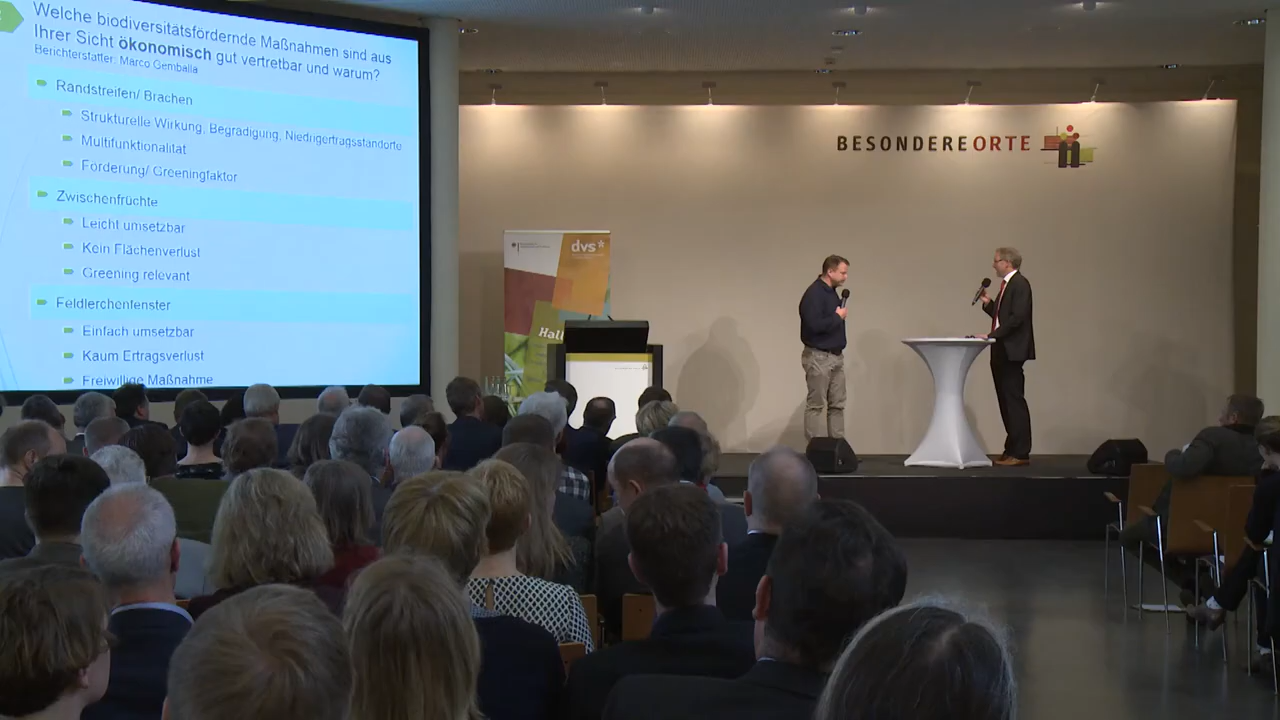 Welche biodiversitätsfördernde Maßnahmen sind aus
Ihrer Sicht ökonomisch gut vertretbar und warum?
Berichterstatter: Marco Gemballa
Randstreifen/ Brachen
Strukturelle Wirkung, Begradigung, Niedrigertragsstandorte
Multifunktionalität
Förderung/ Greeningfaktor
Zwischenfrüchte
Leicht umsetzbar
Kein Flächenverlust
Greening relevant
Feldlerchenfenster
Einfach umsetzbar
Kaum Ertragsverlust
Freiwillige Maßnahme
BESONDEREORTE
dvs*